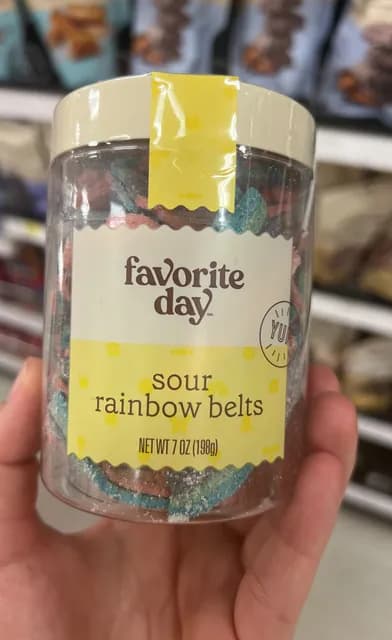 favorite
day
sour
rainbow belts
NET WT 7 OZ (198g)